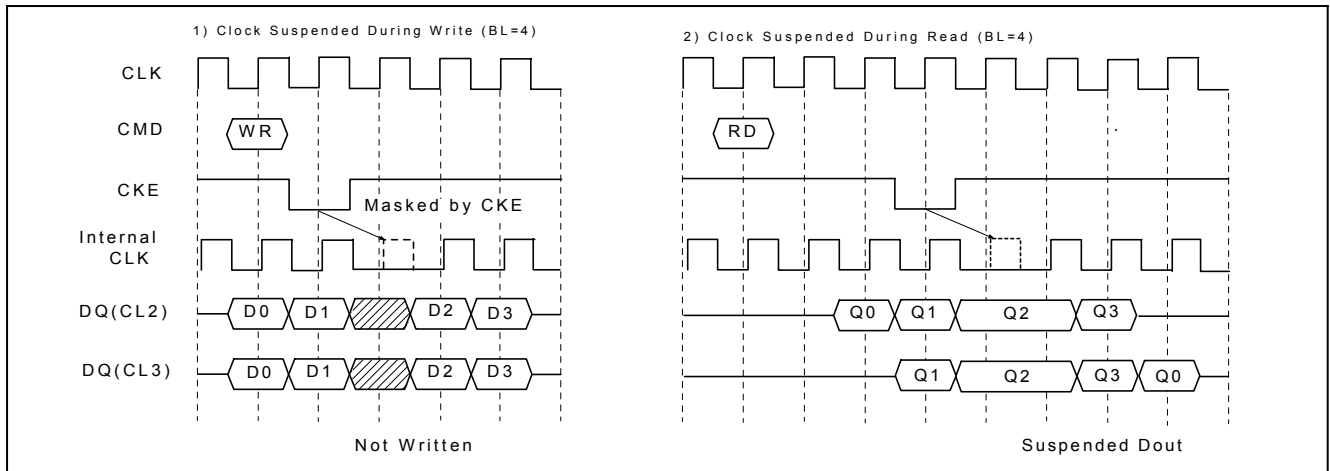 1) Clock Suspended During Write (BL=4)
2) Clock Suspended During Read (BL=4)
CLK
CMD
WR
RD
CKE
Masked by CKE
Internal
CLK
DQ(CL2)
D0 D1 D2 D3
Q0 Q1 Q2 Q3
DQ(CL3)
D0 D1 D2 D3
Q1 Q2 Q3 Q0
Not Written
Suspended Dout